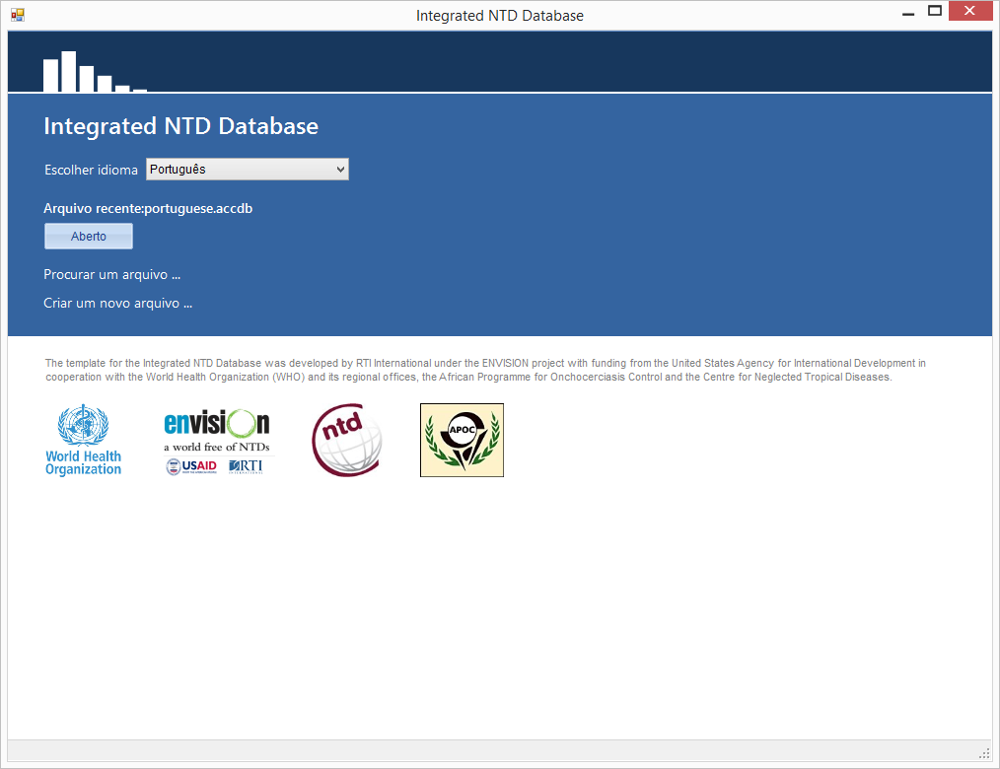 Integrated NTD Database
Integrated NTD Database
Escolher idioma Português
Arquivo recente:portuguese.accdb
Aberto
Procurar um arquivo ...
Criar um novo arquivo ...
The template for the Integrated NTD Database was developed by RTI International under the ENVISION project with funding from the United States Agency for International Development in
cooperation with the World Health Organization (WHO) and its regional offices, the African Programme for Onchocerciasis Control and the Centre for Neglected Tropical Diseases.
World Health
Organization
envision
a world free of NTDs
USAID RTI
INTERNATIONAL
ntd
APOC